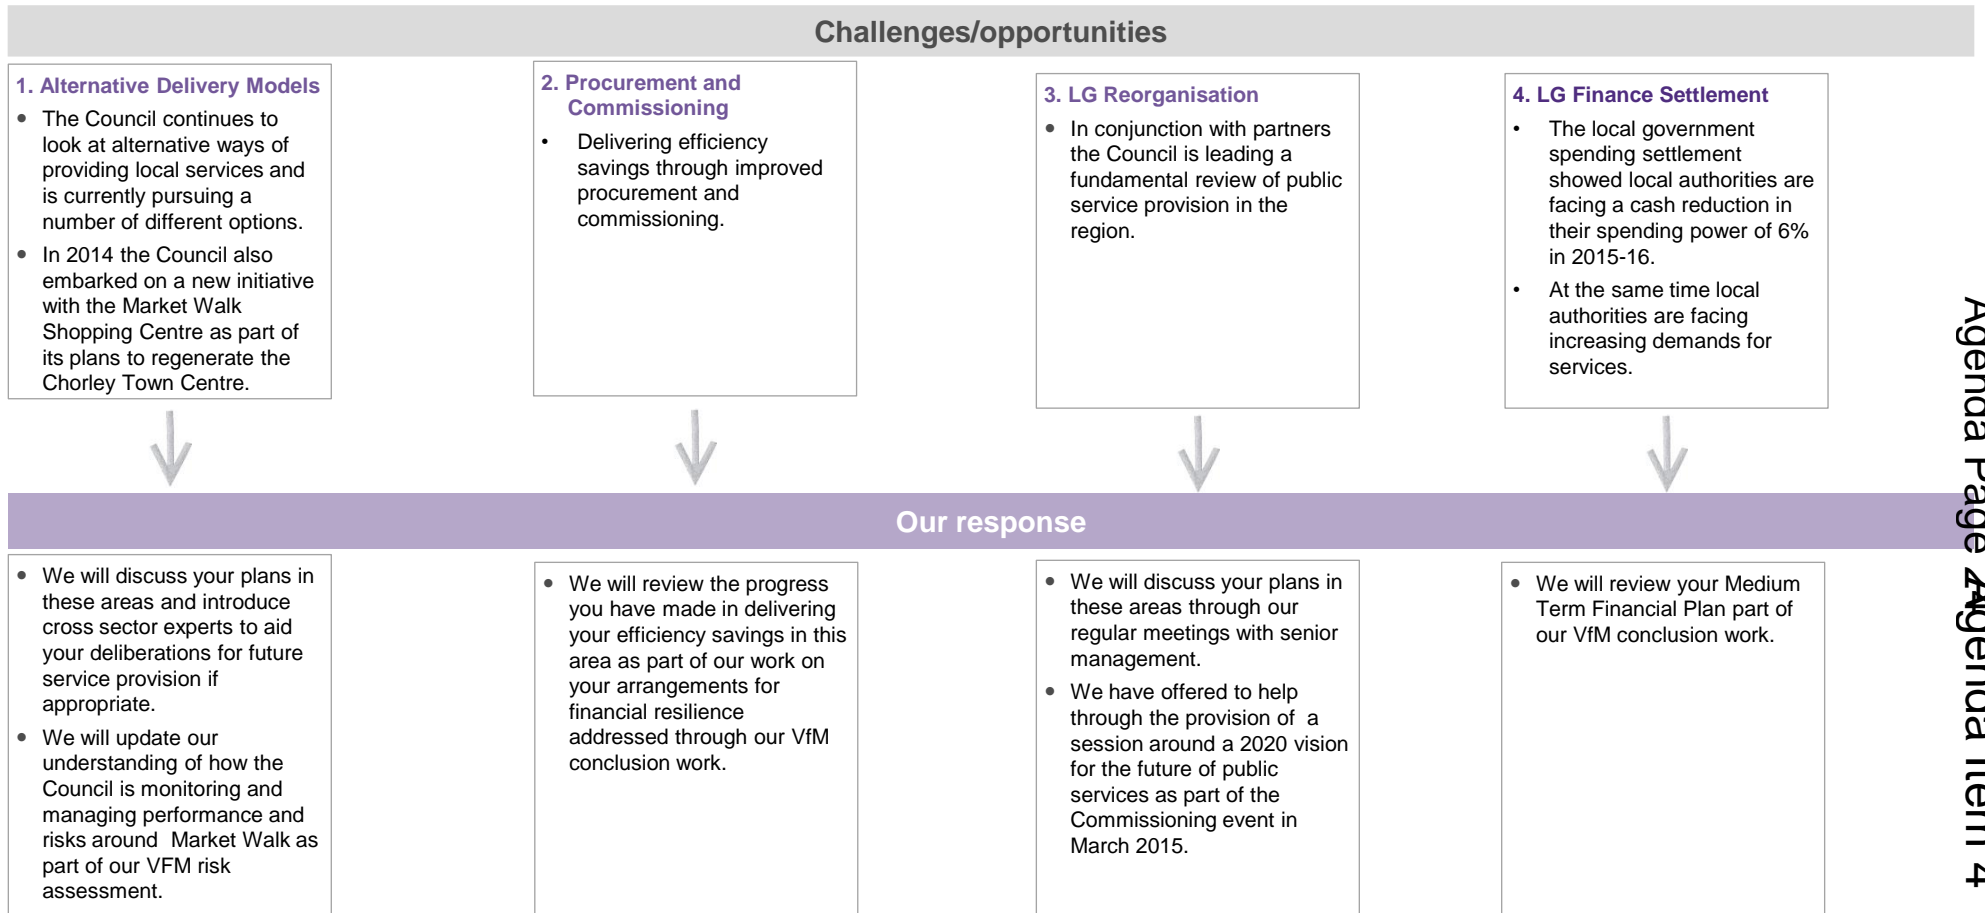 Challenges/opportunities
1. Alternative Delivery Models
• The Council continues to
look at alternative ways of
providing local services and
is currently pursuing a
number of different options.
• In 2014 the Council also
embarked on a new initiative
with the Market Walk
Shopping Centre as part of
its plans to regenerate the
Chorley Town Centre.
2. Procurement and
Commissioning
• Delivering efficiency
savings through improved
procurement and
commissioning.
3. LG Reorganisation
• In conjunction with partners
the Council is leading a
fundamental review of public
service provision in the
region.
4. LG Finance Settlement
• The local government
spending settlement
showed local authorities are
facing a cash reduction in
their spending power of 6%
in 2015-16.
• At the same time local
authorities are facing
increasing demands for
services.
Our response
• We will discuss your plans in
these areas and introduce
cross sector experts to aid
your deliberations for future
service provision if
appropriate.
• We will update our
understanding of how the
Council is monitoring and
managing performance and
risks around Market Walk as
part of our VFM risk
assessment.
• We will review the progress
you have made in delivering
your efficiency savings in this
area as part of our work on
your arrangements for
financial resilience
addressed through our VfM
conclusion work.
• We will discuss your plans in
these areas through our
regular meetings with senior
management.
• We have offered to help
through the provision of a
session around a 2020 vision
for the future of public
services as part of the
Commissioning event in
March 2015.
• We will review your Medium
Term Financial Plan part of
our VfM conclusion work.
Agenda Page
Agenda Item 4